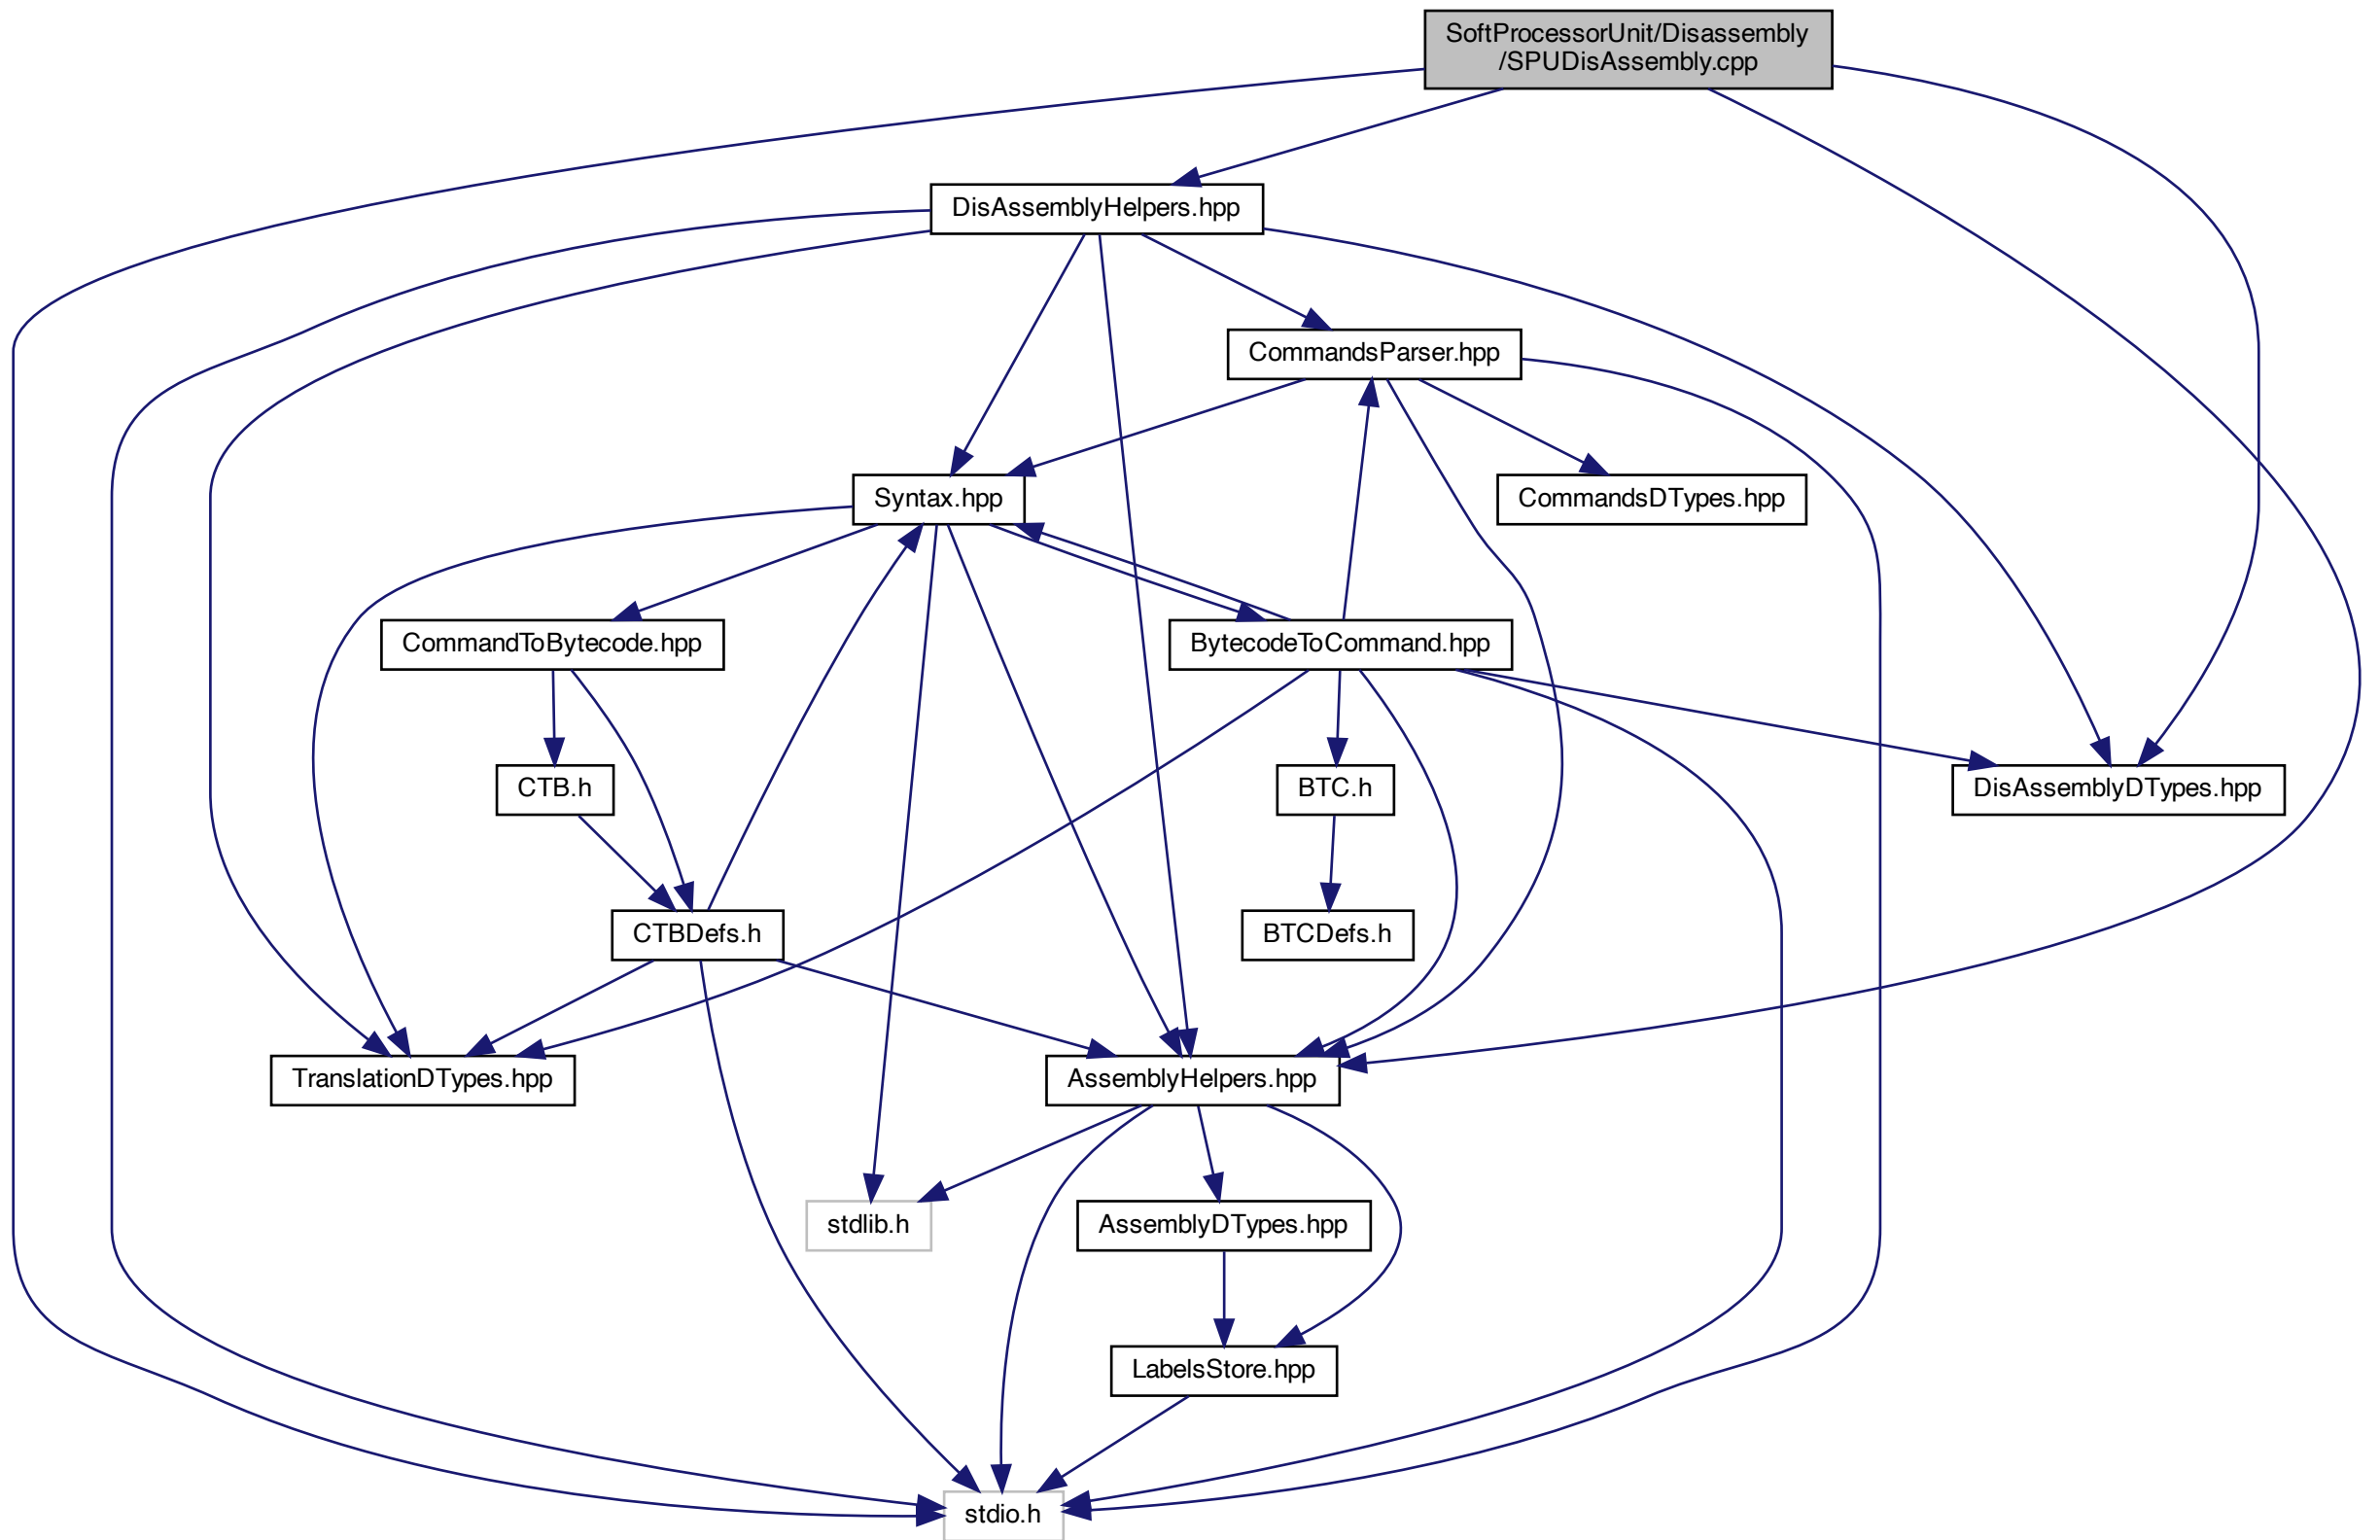 SoftProcessorUnit/Disassembly
/SPUDisAssembly.cpp
DisAssemblyHelpers.hpp
CommandsParser.hpp
Syntax.hpp
CommandsDTypes.hpp
CommandToBytecode.hpp
BytecodeToCommand.hpp
CTB.h
BTC.h
DisAssemblyDTypes.hpp
CTBDefs.h
BTCDefs.h
TranslationDTypes.hpp
AssemblyHelpers.hpp
stdlib.h
AssemblyDTypes.hpp
LabelsStore.hpp
stdio.h